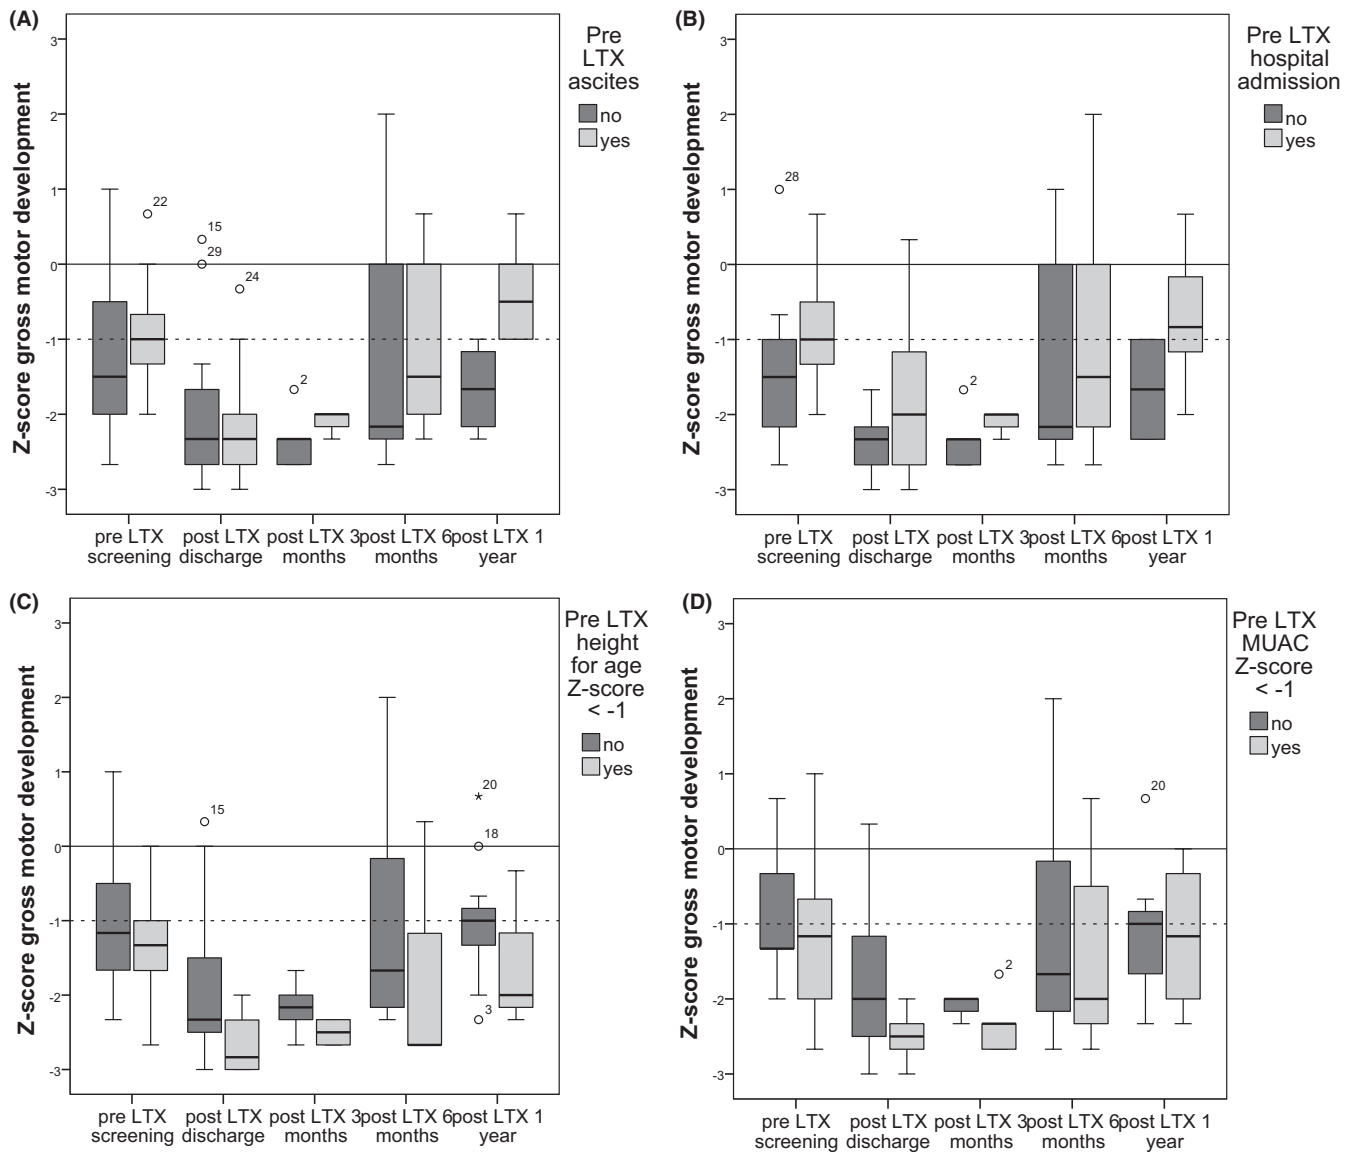 (A)
Z-score gross motor development
3
2
1
0
-1
-2
-3
22
15
29
24
2
pre LTX
screening
post LTX
discharge
post LTX 3
months
post LTX 6
months
post LTX 1
year
Pre
LTX
ascites
no
yes
(B)
Z-score gross motor development
3
2
1
0
-1
-2
-3
28
2
pre LTX
screening
post LTX
discharge
post LTX 3
months
post LTX 6
months
post LTX 1
year
Pre LTX
hospital
admission
no
yes
(C)
Z-score gross motor development
3
2
1
0
-1
-2
-3
15
20
18
3
pre LTX
screening
post LTX
discharge
post LTX 3
months
post LTX 6
months
post LTX 1
year
Pre LTX
height
for age
Z-score
< -1
no
yes
(D)
Z-score gross motor development
3
2
1
0
-1
-2
-3
2
20
pre LTX
screening
post LTX
discharge
post LTX 3
months
post LTX 6
months
post LTX 1
year
Pre LTX
MUAC
Z-score
< -1
no
yes